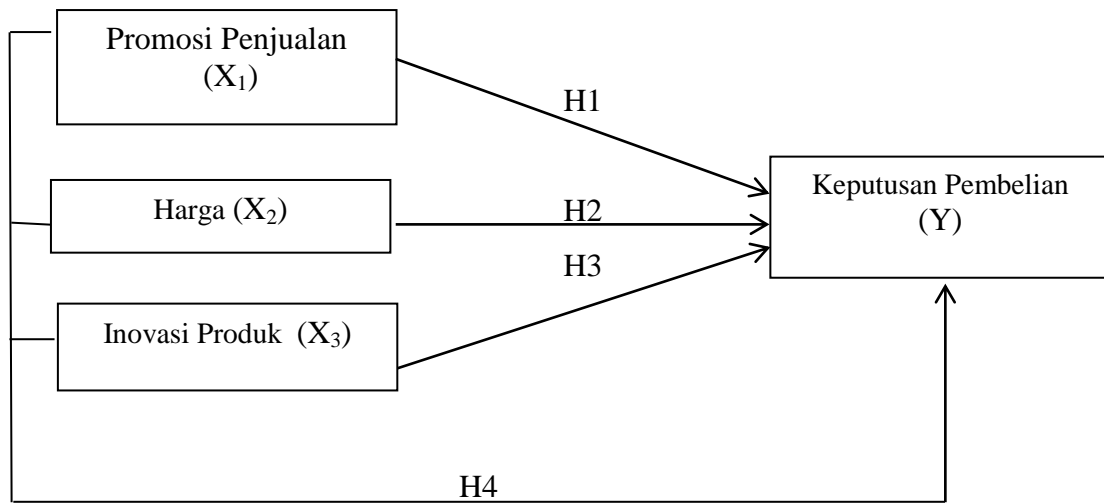 Promosi Penjualan
(X₁)
H1
Keputusan Pembelian
(Y)
Harga (X₂)
H2
H3
Inovasi Produk (X₃)
H4